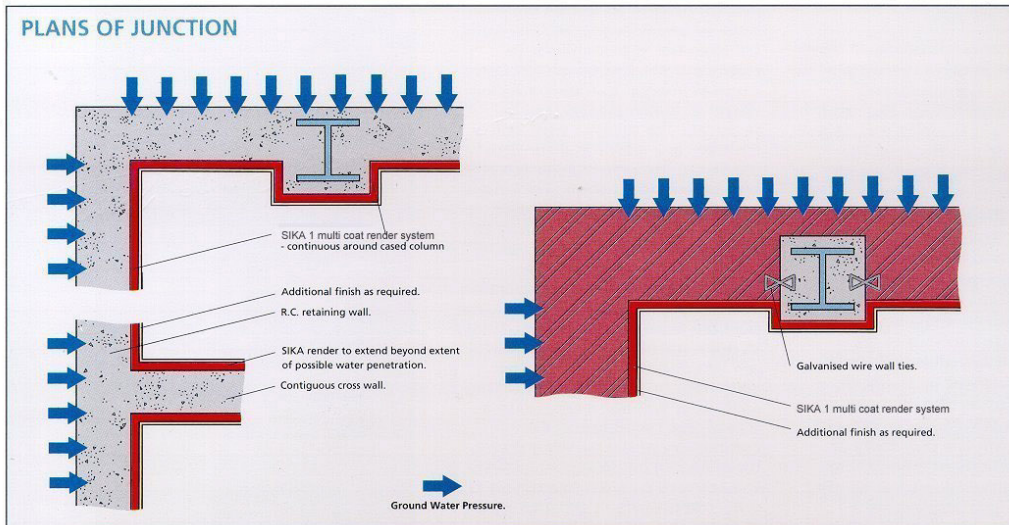 PLANS OF JUNCTION
SIKA 1 multi coat render system
- continuous around cased column
Additional finish as required.
R.C. retaining wall.
SIKA render to extend beyond extent
of possible water penetration.
Contiguous cross wall.
Ground Water Pressure.
Galvanised wire wall ties.
SIKA 1 multi coat render system
Additional finish as required.